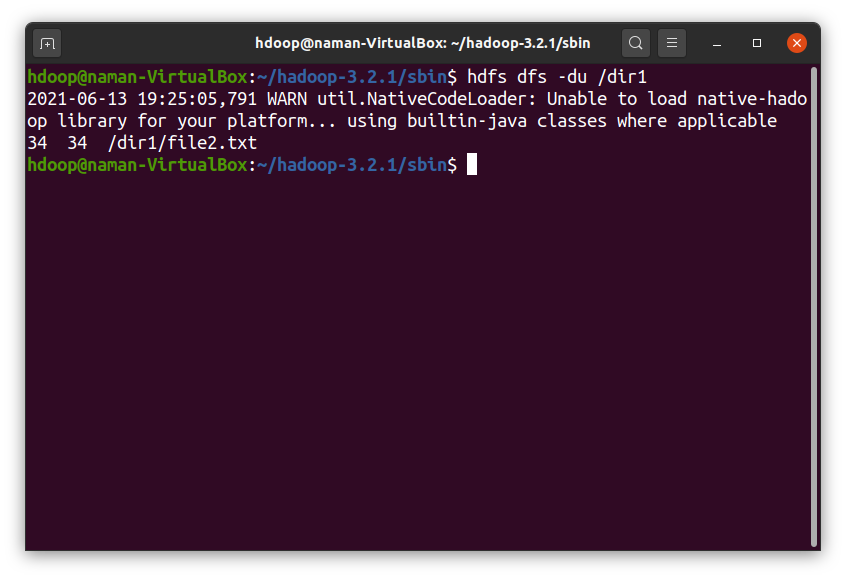 hdoop@naman-VirtualBox: ~/hadoop-3.2.1/sbin
hdoop@naman-VirtualBox:~/hadoop-3.2.1/sbin$ hdfs dfs -du /dir1
2021-06-13 19:25:05,791 WARN util.NativeCodeLoader: Unable to load native-hado
op library for your platform... using builtin-java classes where applicable
34  34  /dir1/file2.txt
hdoop@naman-VirtualBox:~/hadoop-3.2.1/sbin$